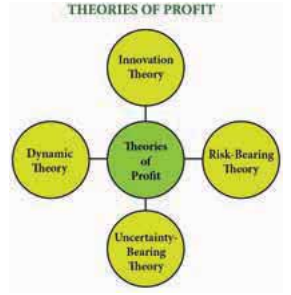 THEORIES OF PROFIT
Innovation
Theory
Dynamic
Theory
Theories
of
Profit
Risk-Bearing
Theory
Uncertainty-
Bearing
Theory